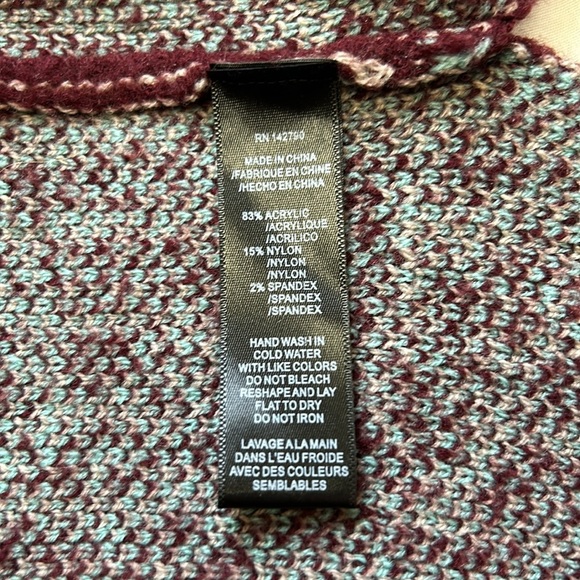 RN 142790
MADE IN CHINA
/FABRIQUE EN CHINE
/HECHO EN CHINA
83% ACRYLIC
/ACRYLIQUE
/ACRILICO
15% NYLON
/NYLON
/NYLON
2% SPANDEX
/SPANDEX
/SPANDEX
HAND WASH IN
COLD WATER
WITH LIKE COLORS
DO NOT BLEACH
RESHAPE AND LAY
FLAT TO DRY
DO NOT IRON
LAVAGE A LA MAIN
DANS L'EAU FROIDE
AVEC DES COULEURS
SEMBLABLES